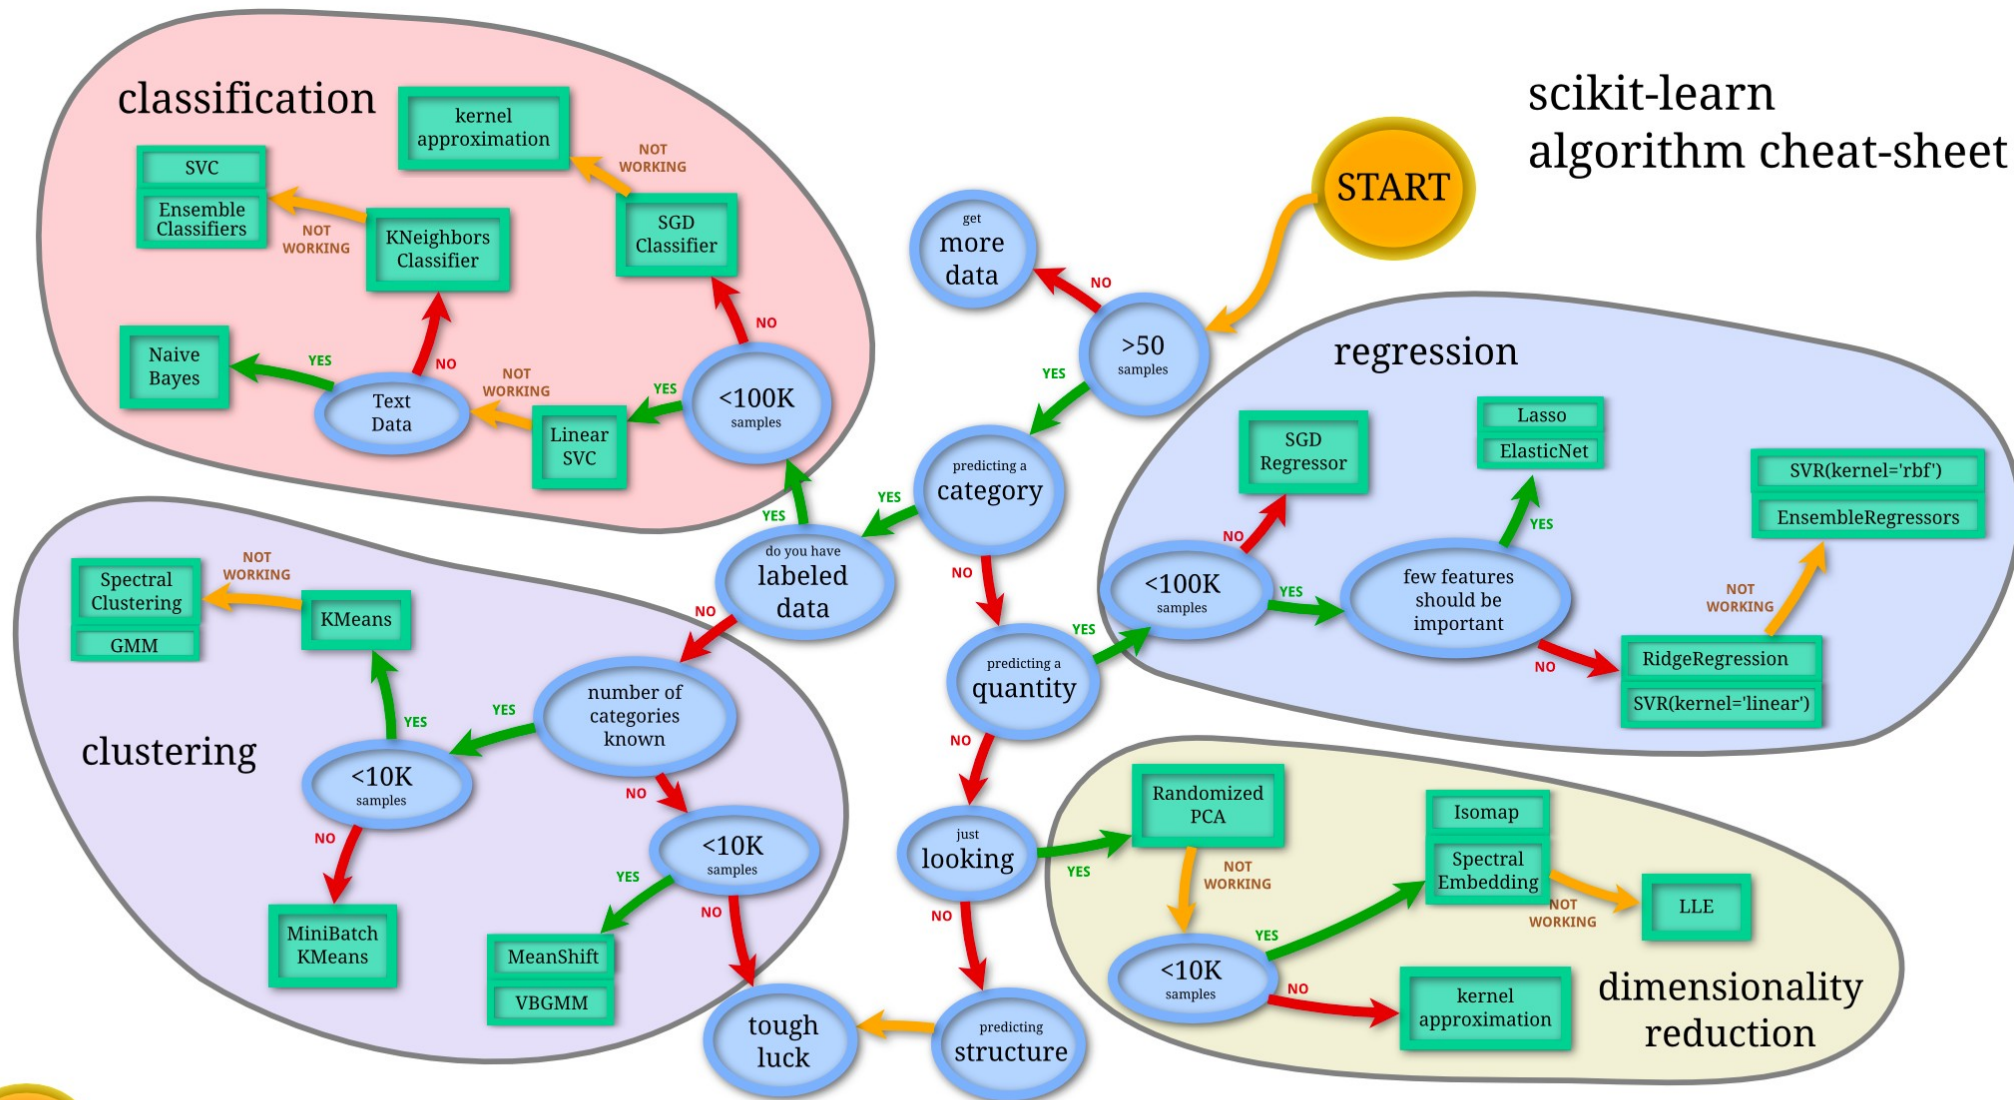 scikit-learn
algorithm cheat-sheet
START
>50
samples
NO
get
more
data
YES
predicting a
category
YES
do you have
labeled
data
NO
predicting a
quantity
YES
NO
just
looking
YES
NO
predicting
structure
tough
luck
classification
YES
<100K
samples
NO
SGD
Classifier
NOT
WORKING
kernel
approximation
YES
Linear
SVC
NOT
WORKING
Text
Data
YES
Naive
Bayes
NO
KNeighbors
Classifier
NOT
WORKING
SVC
Ensemble
Classifiers
clustering
NO
number of
categories
known
YES
<10K
samples
YES
KMeans
NOT
WORKING
Spectral
Clustering
GMM
NO
MiniBatch
KMeans
NO
<10K
samples
YES
MeanShift
VBGMM
NO
regression
<100K
samples
NO
SGD
Regressor
YES
few features
should be
important
YES
Lasso
ElasticNet
NO
RidgeRegression
SVR(kernel='linear')
NOT
WORKING
SVR(kernel='rbf')
EnsembleRegressors
dimensionality
reduction
Randomized
PCA
NOT
WORKING
<10K
samples
YES
Isomap
Spectral
Embedding
NOT
WORKING
LLE
NO
kernel
approximation